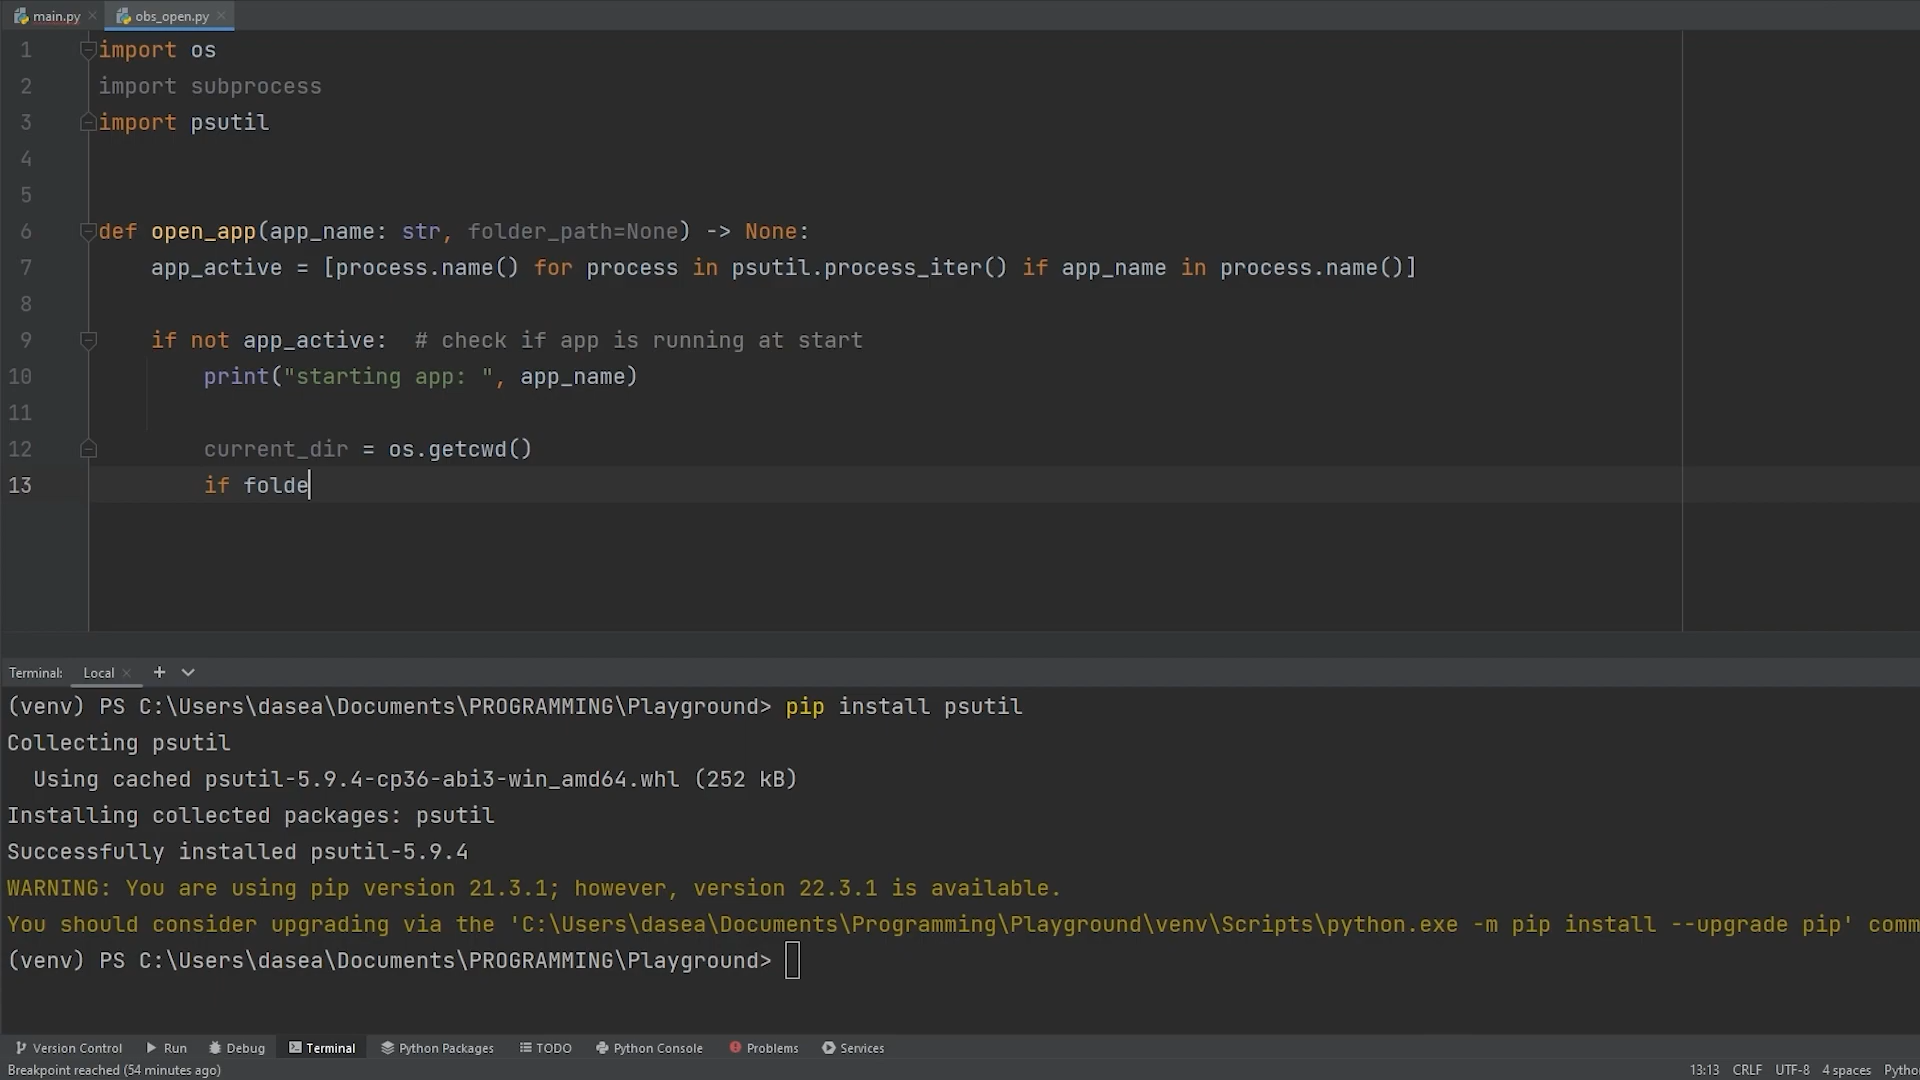 main.py
obs_open.py
1 import os
2 import subprocess
3 import psutil
4
5
6 def open_app(app_name: str, folder_path=None) -> None:
7 app_active = [process.name() for process in psutil.process_iter() if app_name in process.name()]
8
9 if not app_active:  # check if app is running at start
10 print("starting app: ", app_name)
11
12 current_dir = os.getcwd()
13 if folde
Terminal: Local
(venv) PS C:\Users\dasea\Documents\PROGRAMMING\Playground> pip install psutil
Collecting psutil
Using cached psutil-5.9.4-cp36-abi3-win_amd64.whl (252 kB)
Installing collected packages: psutil
Successfully installed psutil-5.9.4
WARNING: You are using pip version 21.3.1; however, version 22.3.1 is available.
You should consider upgrading via the 'C:\Users\dasea\Documents\Programming\Playground\venv\Scripts\python.exe -m pip install --upgrade pip' comm
(venv) PS C:\Users\dasea\Documents\PROGRAMMING\Playground>
Version Control Run Debug Terminal Python Packages TODO Python Console Problems Services
Breakpoint reached (54 minutes ago) 13:13 CRLF UTF-8 4 spaces Pytho